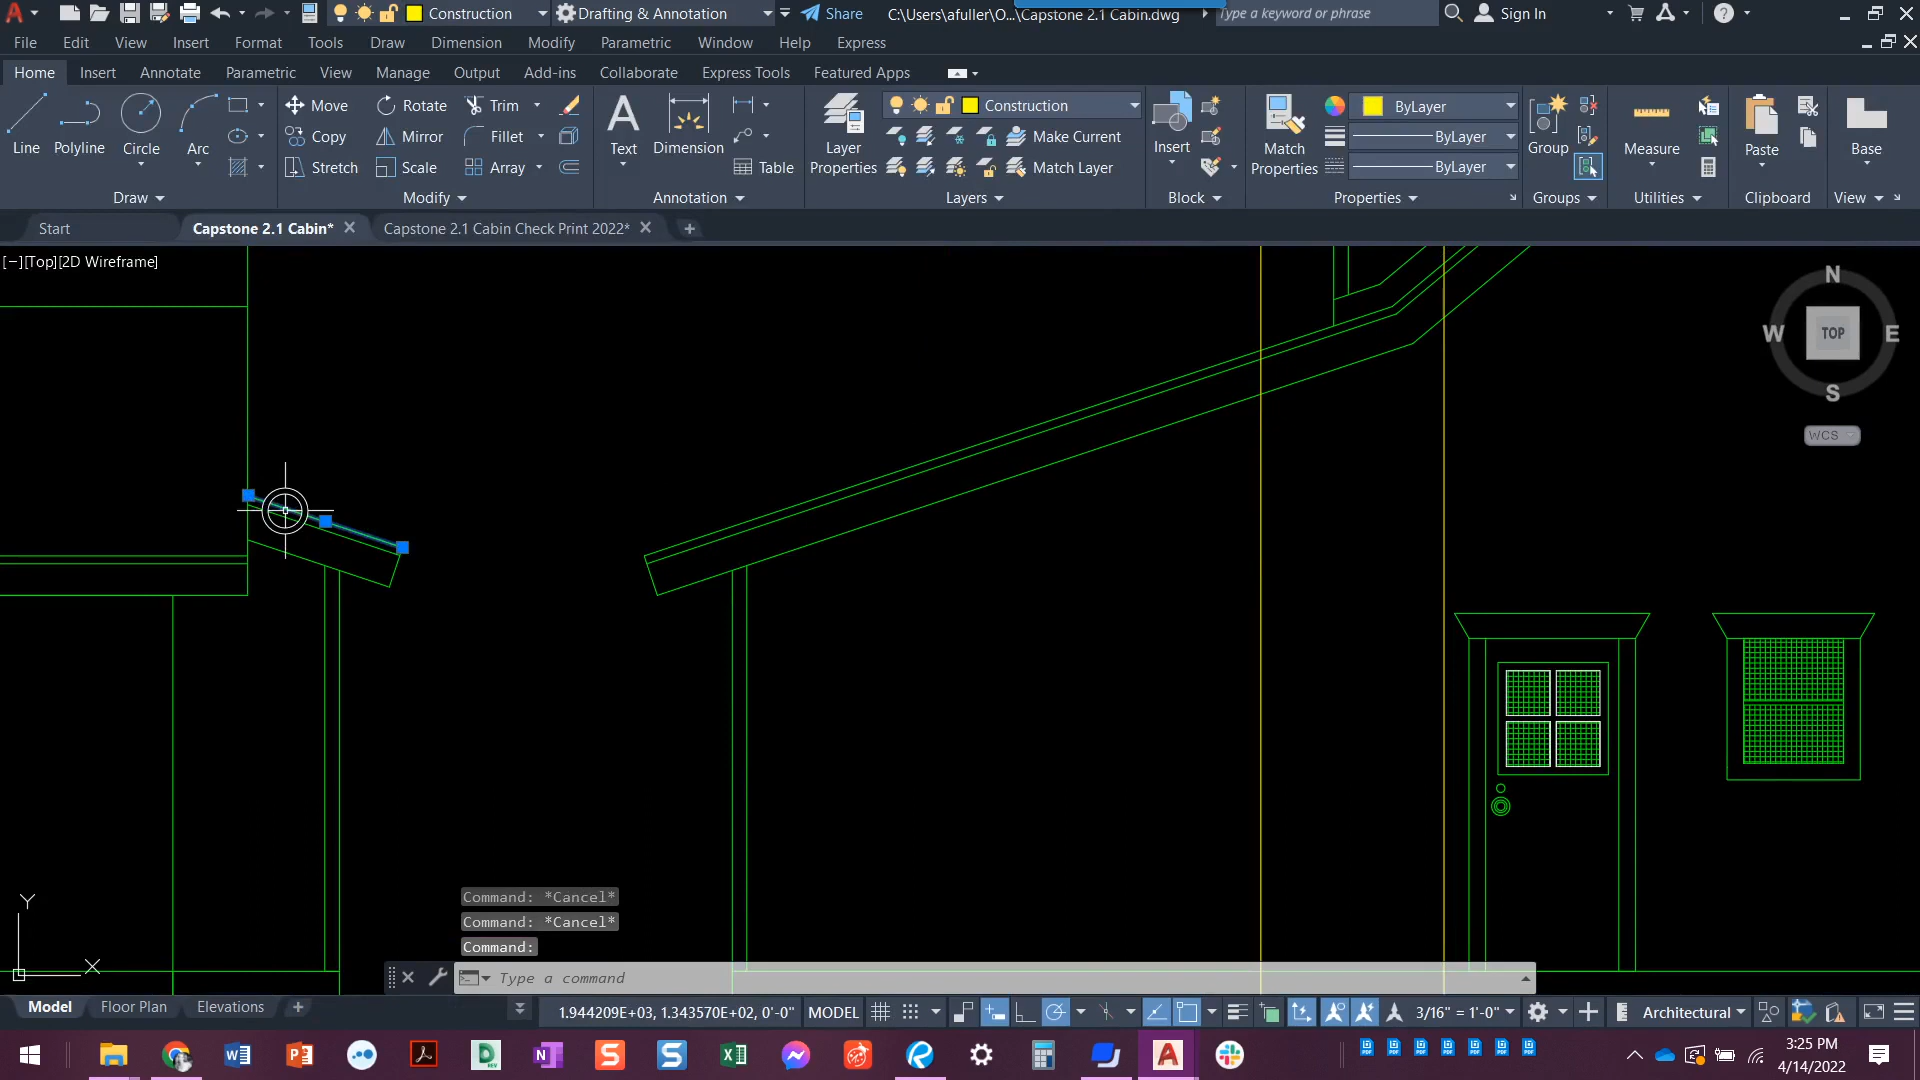 Construction
Drafting & Annotation
Share
C:\Users\afuller\O...\Capstone 2.1 Cabin.dwg
Type a keyword or phrase
Sign In
File Edit View Insert Format Tools Draw Dimension Modify Parametric Window Help Express
Home Insert Annotate Parametric View Manage Output Add-ins Collaborate Express Tools Featured Apps
Line Polyline Circle Arc
Move Rotate Trim
Copy Mirror Fillet
Stretch Scale Array
Text Dimension Table
Layer Properties
Construction
Make Current
Match Layer
Insert
Match Properties
ByLayer
ByLayer
ByLayer
Group
Measure
Paste
Base
Draw Modify Annotation Layers Block Properties Groups Utilities Clipboard View
Start Capstone 2.1 Cabin* Capstone 2.1 Cabin Check Print 2022*
[−][Top][2D Wireframe]
N
W TOP E
S
WCS
Y
X
Command: *Cancel*
Command: *Cancel*
Command:
Type a command
Model Floor Plan Elevations
1.944209E+03, 1.343570E+02, 0'-0" MODEL 3/16" = 1'-0" Architectural
3:25 PM
4/14/2022